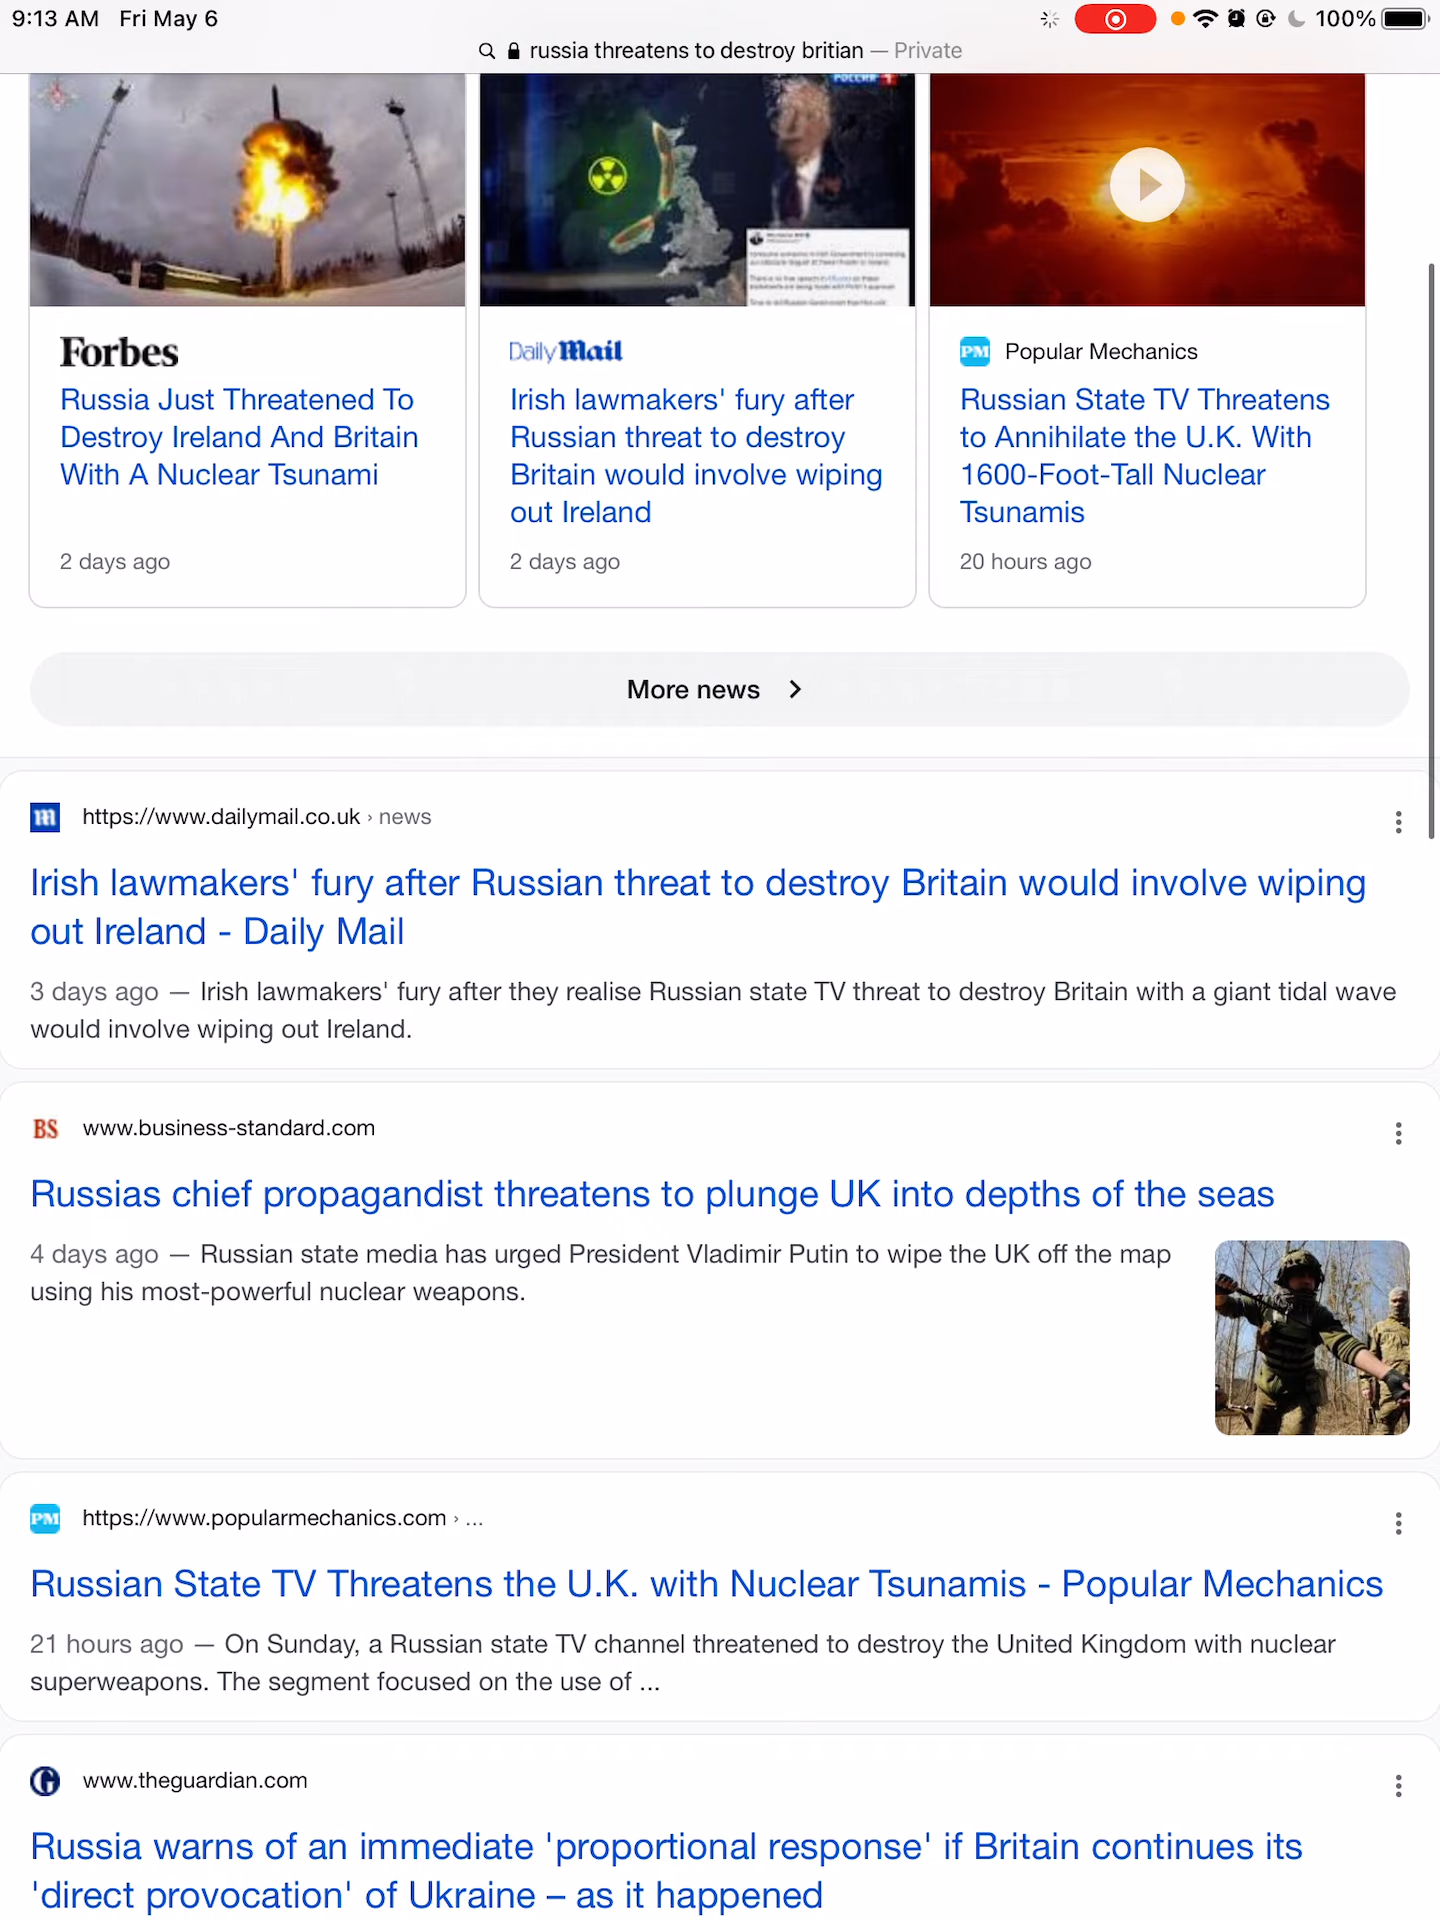 9:13 AM Fri May 6
100%
russia threatens to destroy britian — Private
РОССИЯ 1
Forbes
Russia Just Threatened To
Destroy Ireland And Britain
With A Nuclear Tsunami
2 days ago
Daily Mail
Irish lawmakers' fury after
Russian threat to destroy
Britain would involve wiping
out Ireland
2 days ago
PM Popular Mechanics
Russian State TV Threatens
to Annihilate the U.K. With
1600-Foot-Tall Nuclear
Tsunamis
20 hours ago
More news
m https://www.dailymail.co.uk › news
Irish lawmakers' fury after Russian threat to destroy Britain would involve wiping
out Ireland - Daily Mail
3 days ago — Irish lawmakers' fury after they realise Russian state TV threat to destroy Britain with a giant tidal wave
would involve wiping out Ireland.
BS www.business-standard.com
Russias chief propagandist threatens to plunge UK into depths of the seas
4 days ago — Russian state media has urged President Vladimir Putin to wipe the UK off the map
using his most-powerful nuclear weapons.
PM https://www.popularmechanics.com › ...
Russian State TV Threatens the U.K. with Nuclear Tsunamis - Popular Mechanics
21 hours ago — On Sunday, a Russian state TV channel threatened to destroy the United Kingdom with nuclear
superweapons. The segment focused on the use of ...
G www.theguardian.com
Russia warns of an immediate 'proportional response' if Britain continues its
'direct provocation' of Ukraine – as it happened